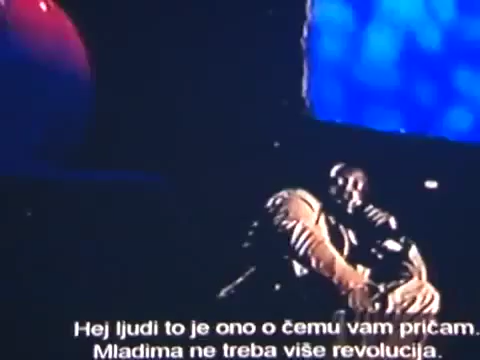 Hej ljudi to je ono o čemu vam pričam.
Mladima ne treba više revolucija.